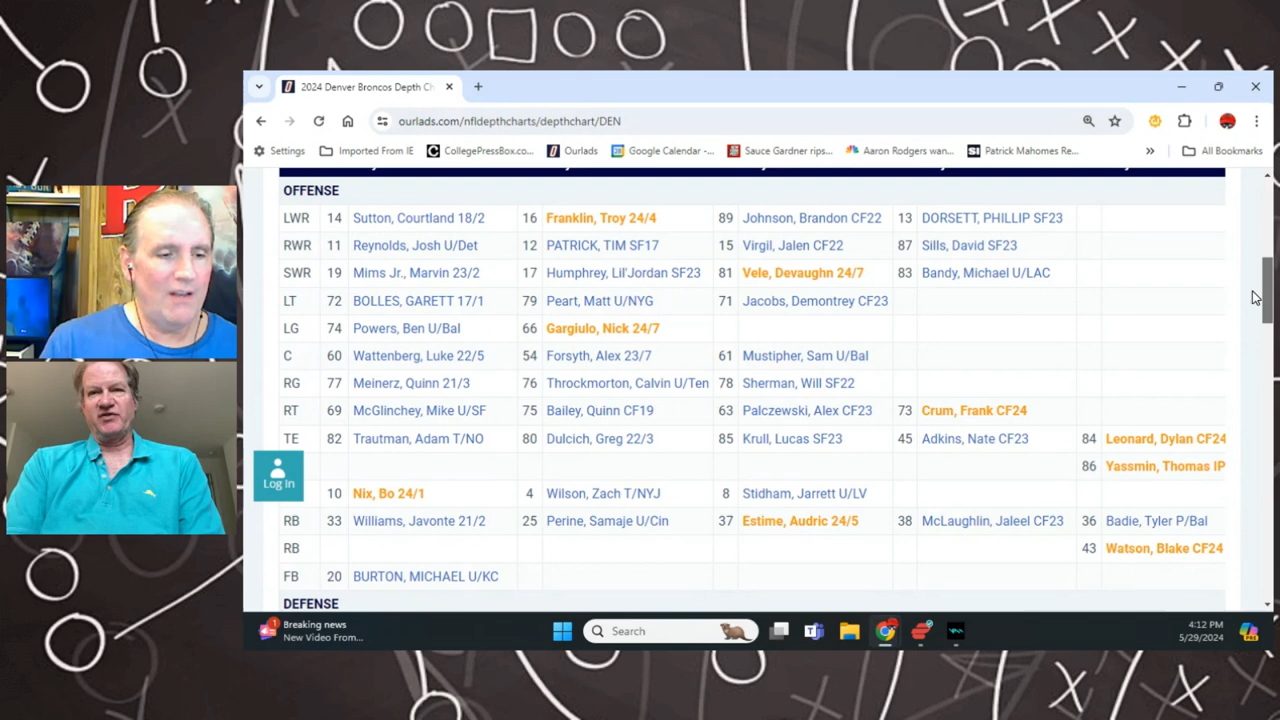 2024 Denver Broncos Depth Ch
ourlads.com/nfldepthcharts/depthchart/DEN
Settings Imported From IE CollegePressBox.co... Ourlads Google Calendar -... Sauce Gardner rips... Aaron Rodgers wan... SI Patrick Mahomes Re... » All Bookmarks
OFFENSE
LWR 14 Sutton, Courtland 18/2 16 Franklin, Troy 24/4 89 Johnson, Brandon CF22 13 DORSETT, PHILLIP SF23
RWR 11 Reynolds, Josh U/Det 12 PATRICK, TIM SF17 15 Virgil, Jalen CF22 87 Sills, David SF23
SWR 19 Mims Jr., Marvin 23/2 17 Humphrey, Lil'Jordan SF23 81 Vele, Devaughn 24/7 83 Bandy, Michael U/LAC
LT 72 BOLLES, GARETT 17/1 79 Peart, Matt U/NYG 71 Jacobs, Demontrey CF23
LG 74 Powers, Ben U/Bal 66 Gargiulo, Nick 24/7
C 60 Wattenberg, Luke 22/5 54 Forsyth, Alex 23/7 61 Mustipher, Sam U/Bal
RG 77 Meinerz, Quinn 21/3 76 Throckmorton, Calvin U/Ten 78 Sherman, Will SF22
RT 69 McGlinchey, Mike U/SF 75 Bailey, Quinn CF19 63 Palczewski, Alex CF23 73 Crum, Frank CF24
TE 82 Trautman, Adam T/NO 80 Dulcich, Greg 22/3 85 Krull, Lucas SF23 45 Adkins, Nate CF23 84 Leonard, Dylan CF24
86 Yassmin, Thomas IP
Log In
10 Nix, Bo 24/1 4 Wilson, Zach T/NYJ 8 Stidham, Jarrett U/LV
RB 33 Williams, Javonte 21/2 25 Perine, Samaje U/Cin 37 Estime, Audric 24/5 38 McLaughlin, Jaleel CF23 36 Badie, Tyler P/Bal
RB 43 Watson, Blake CF24
FB 20 BURTON, MICHAEL U/KC
DEFENSE
1 Breaking news
New Video From...
Search
4:12 PM
5/29/2024